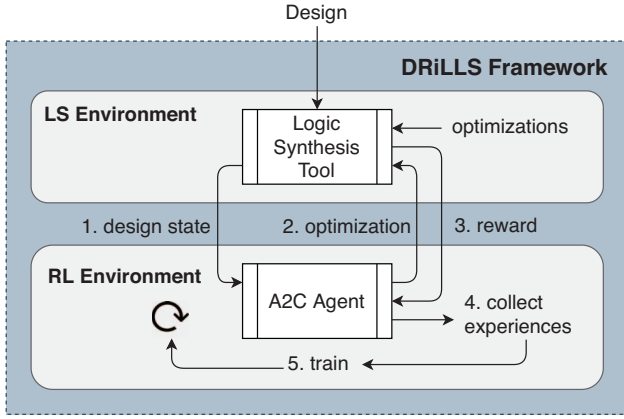 Design
DRiLLS Framework
LS Environment
Logic
Synthesis
Tool
optimizations
1. design state
2. optimization
3. reward
RL Environment
A2C Agent
4. collect
experiences
5. train